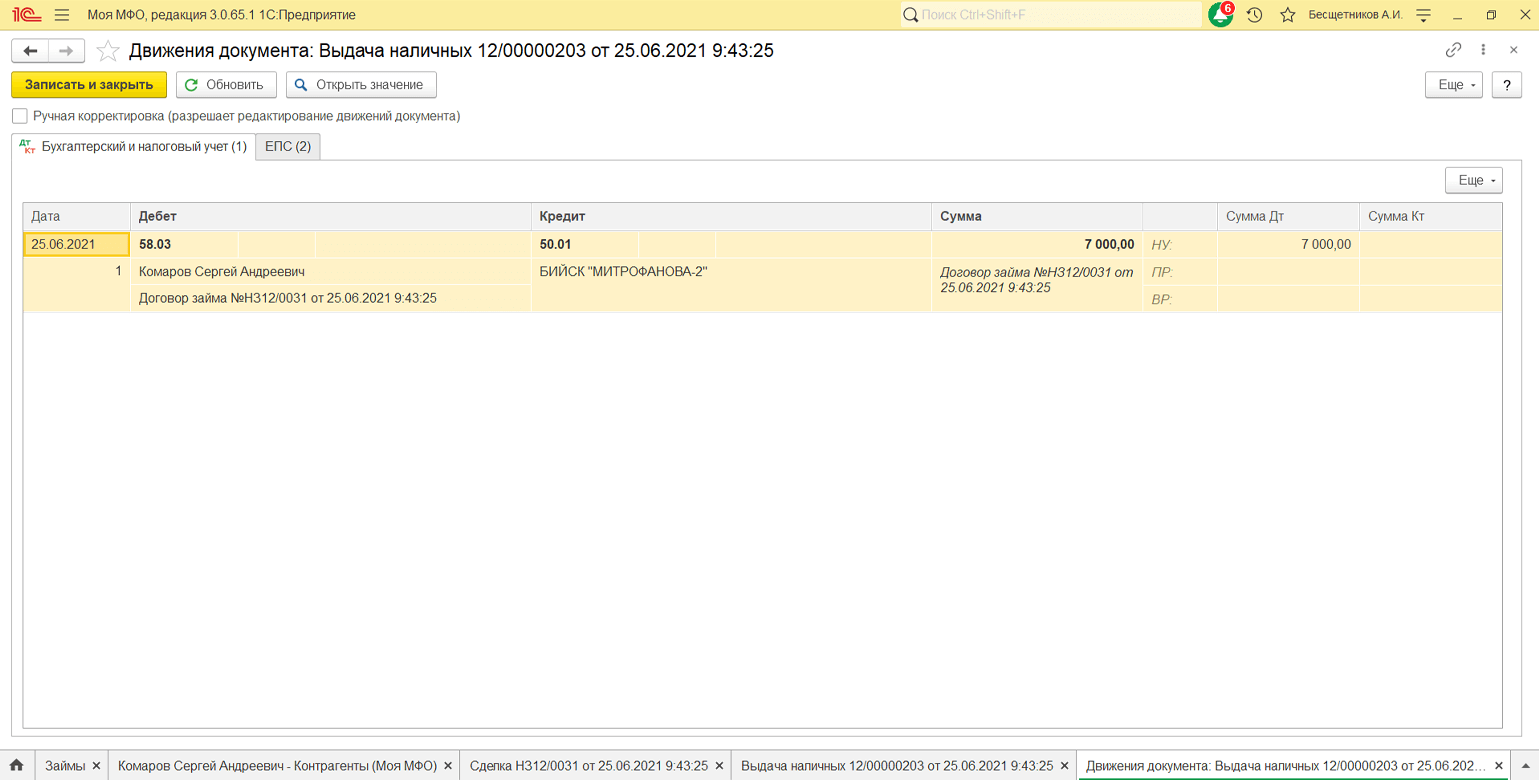 1С Моя МФО, редакция 3.0.65.1 1С:Предприятие Поиск Ctrl+Shift+F 6 Бесщетников А.И.
Движения документа: Выдача наличных 12/00000203 от 25.06.2021 9:43:25
Записать и закрыть Обновить Открыть значение Еще ?
Ручная корректировка (разрешает редактирование движений документа)
Дт Кт Бухгалтерский и налоговый учет (1) ЕПС (2)
Еще
Дата Дебет Кредит Сумма Сумма Дт Сумма Кт
25.06.2021 58.03 50.01 7 000,00 НУ: 7 000,00
1 Комаров Сергей Андреевич БИЙСК "МИТРОФАНОВА-2" Договор займа №НЗ12/0031 от ПР:
25.06.2021 9:43:25
Договор займа №НЗ12/0031 от 25.06.2021 9:43:25 ВР:
Займы Комаров Сергей Андреевич - Контрагенты (Моя МФО) Сделка НЗ12/0031 от 25.06.2021 9:43:25 Выдача наличных 12/00000203 от 25.06.2021 9:43:25 Движения документа: Выдача наличных 12/00000203 от 25.06.202...